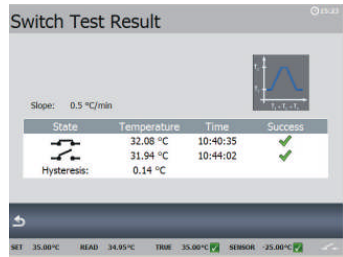 Switch Test Result
Slope: 0.5 °C/min
State Temperature Time Success
32.08 °C 10:40:35
31.94 °C 10:44:02
Hysteresis: 0.14 °C
SET 35.00°C READ 34.95°C TRUE 35.00°C SENSOR -25.00°C